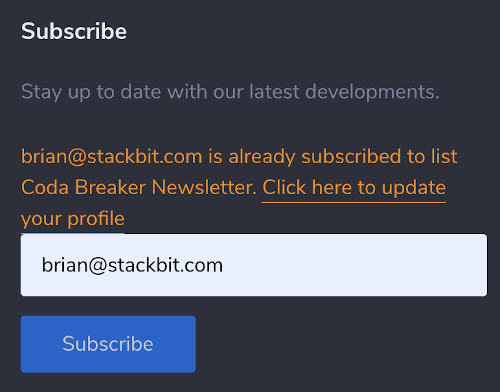 Subscribe
Stay up to date with our latest developments.
brian@stackbit.com is already subscribed to list
Coda Breaker Newsletter. Click here to update
your profile
brian@stackbit.com
Subscribe